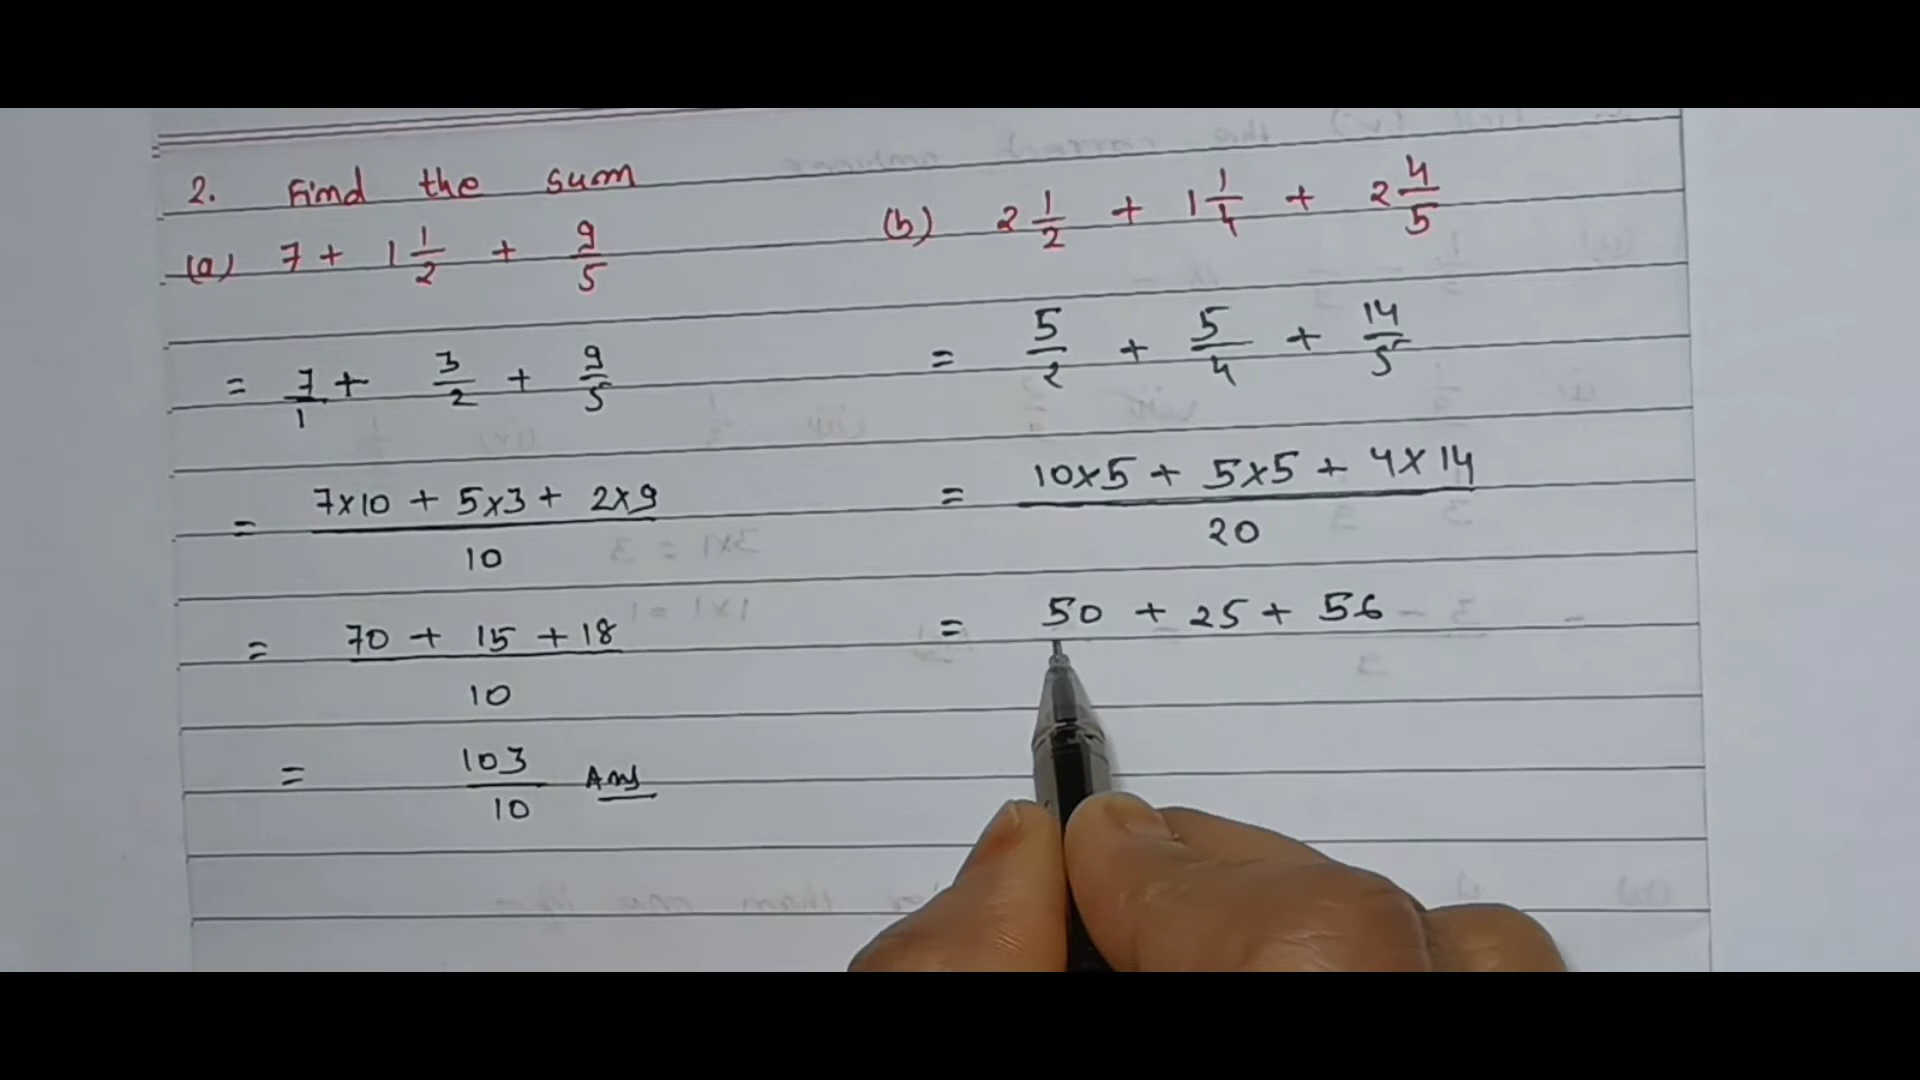 2. Find the sum
(a) 7 + 1 1/2 + 9/5
= 7/1 + 3/2 + 9/5
= 7x10 + 5x3 + 2x9 / 10
= 70 + 15 + 18 / 10
= 103/10 Ans
(b) 2 1/2 + 1 1/4 + 2 4/5
= 5/2 + 5/4 + 14/5
= 10x5 + 5x5 + 4x14 / 20
= 50 + 25 + 56